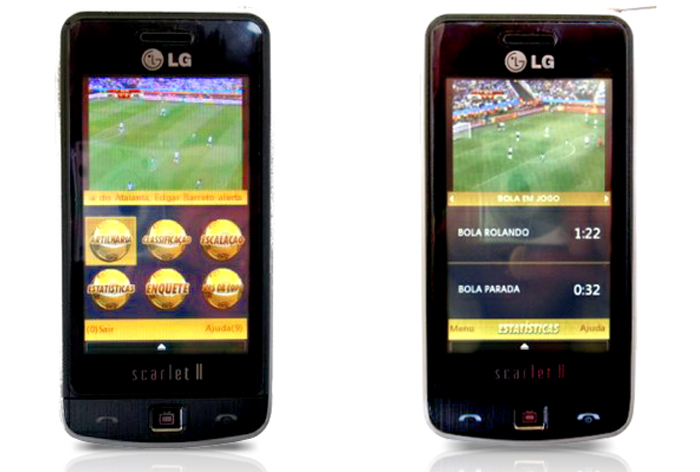 LG
a do Atalanta, Edgar Barreto alerta
ARTILHARIA CLASSIFICAÇÃO ESCALAÇÃO
ESTATÍSTICAS ENQUETE
(0)Sair Ajuda(9)
scarlet II
LG
BOLA EM JOGO
BOLA ROLANDO 1:22
BOLA PARADA 0:32
Menu ESTATÍSTICAS Ajuda
scarlet II